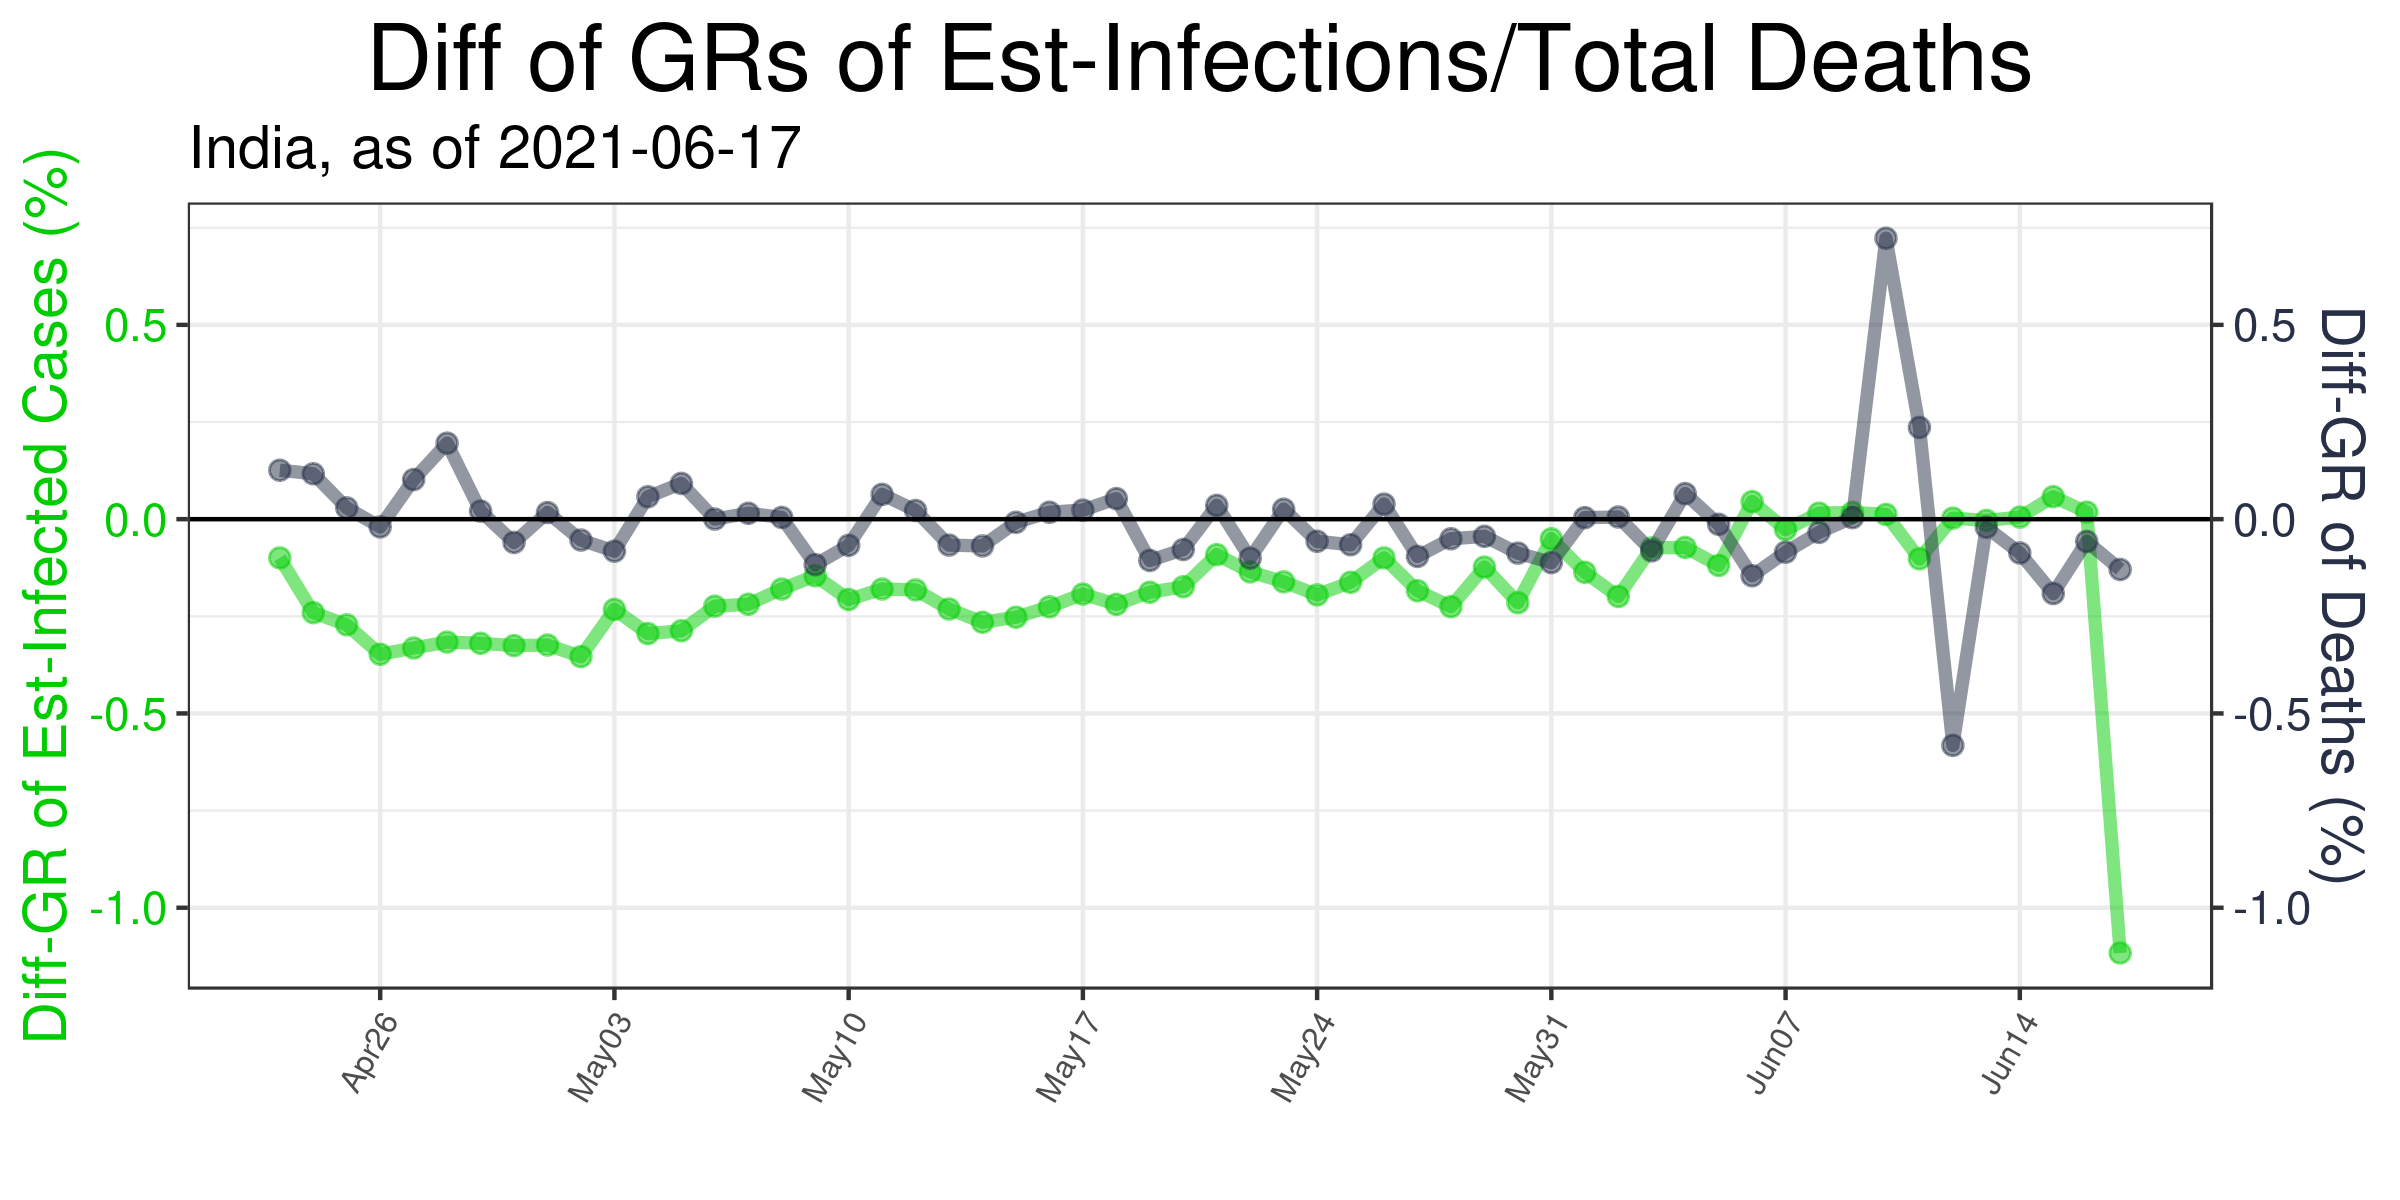 Diff of GRs of Est-Infections/Total Deaths
India, as of 2021-06-17
Diff-GR of Est-Infected Cases (%)
0.5
0.0
-0.5
-1.0
0.5
0.0
-0.5
-1.0
Diff-GR of Deaths (%)
Apr26
May03
May10
May17
May24
May31
Jun07
Jun14